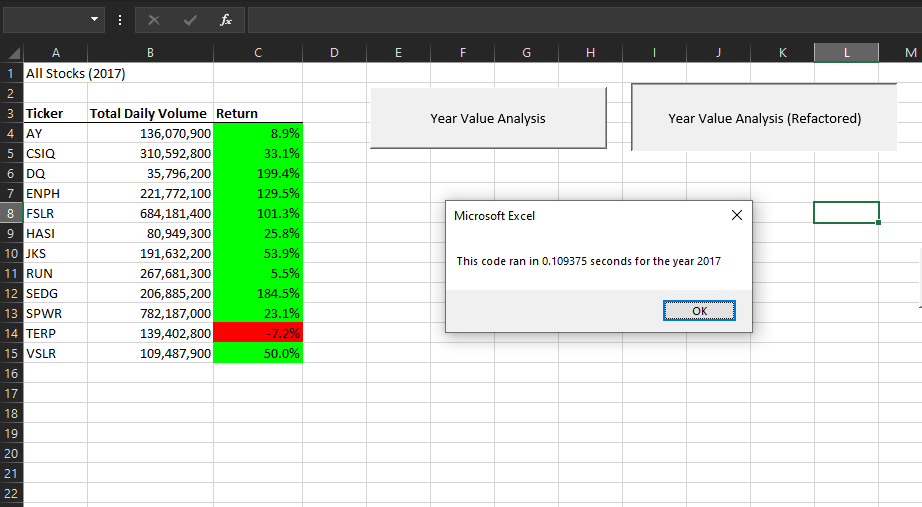 fx
A B C D E F G H I J K L M
1 All Stocks (2017)
2
3 Ticker Total Daily Volume Return
4 AY 136,070,900 8.9%
5 CSIQ 310,592,800 33.1%
6 DQ 35,796,200 199.4%
7 ENPH 221,772,100 129.5%
8 FSLR 684,181,400 101.3%
9 HASI 80,949,300 25.8%
10 JKS 191,632,200 53.9%
11 RUN 267,681,300 5.5%
12 SEDG 206,885,200 184.5%
13 SPWR 782,187,000 23.1%
14 TERP 139,402,800 -7.2%
15 VSLR 109,487,900 50.0%
16
17
18
19
20
21
22
Year Value Analysis
Year Value Analysis (Refactored)
Microsoft Excel
This code ran in 0.109375 seconds for the year 2017
OK